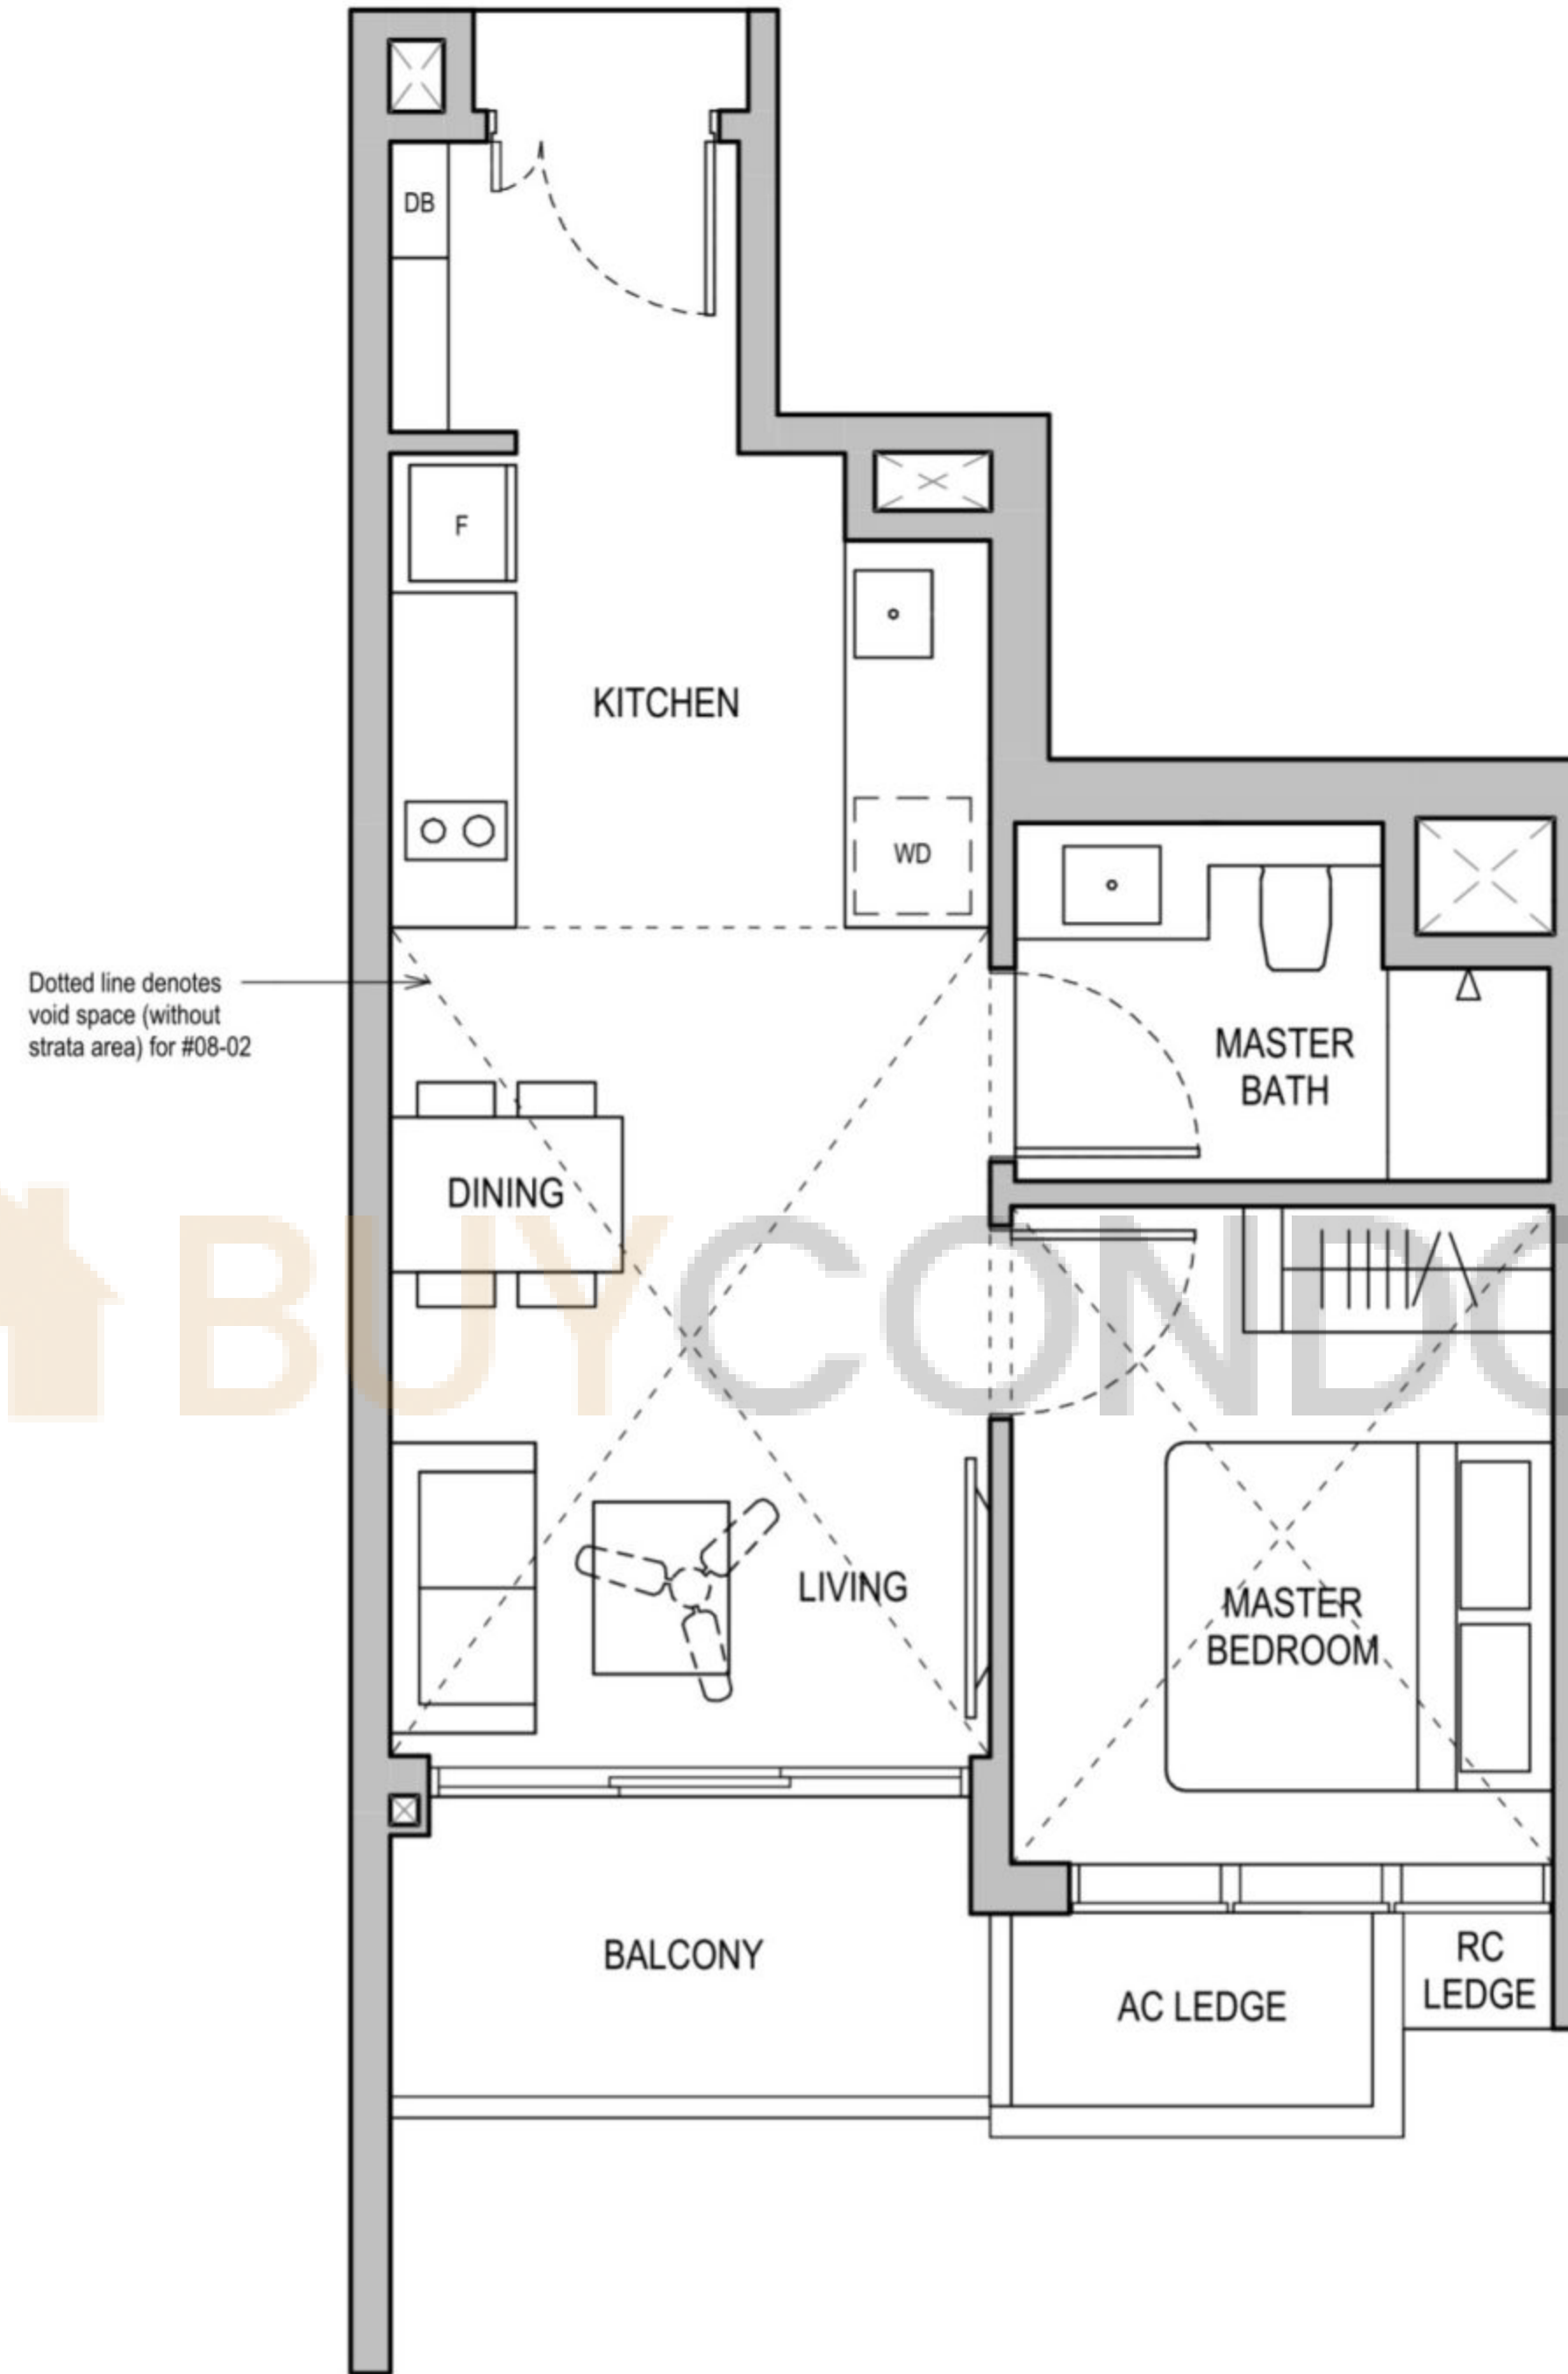 DB
F
KITCHEN
WD
Dotted line denotes
void space (without
strata area) for #08-02
MASTER
BATH
DINING
BUYCONDO
LIVING
MASTER
BEDROOM
BALCONY
AC LEDGE
RC
LEDGE